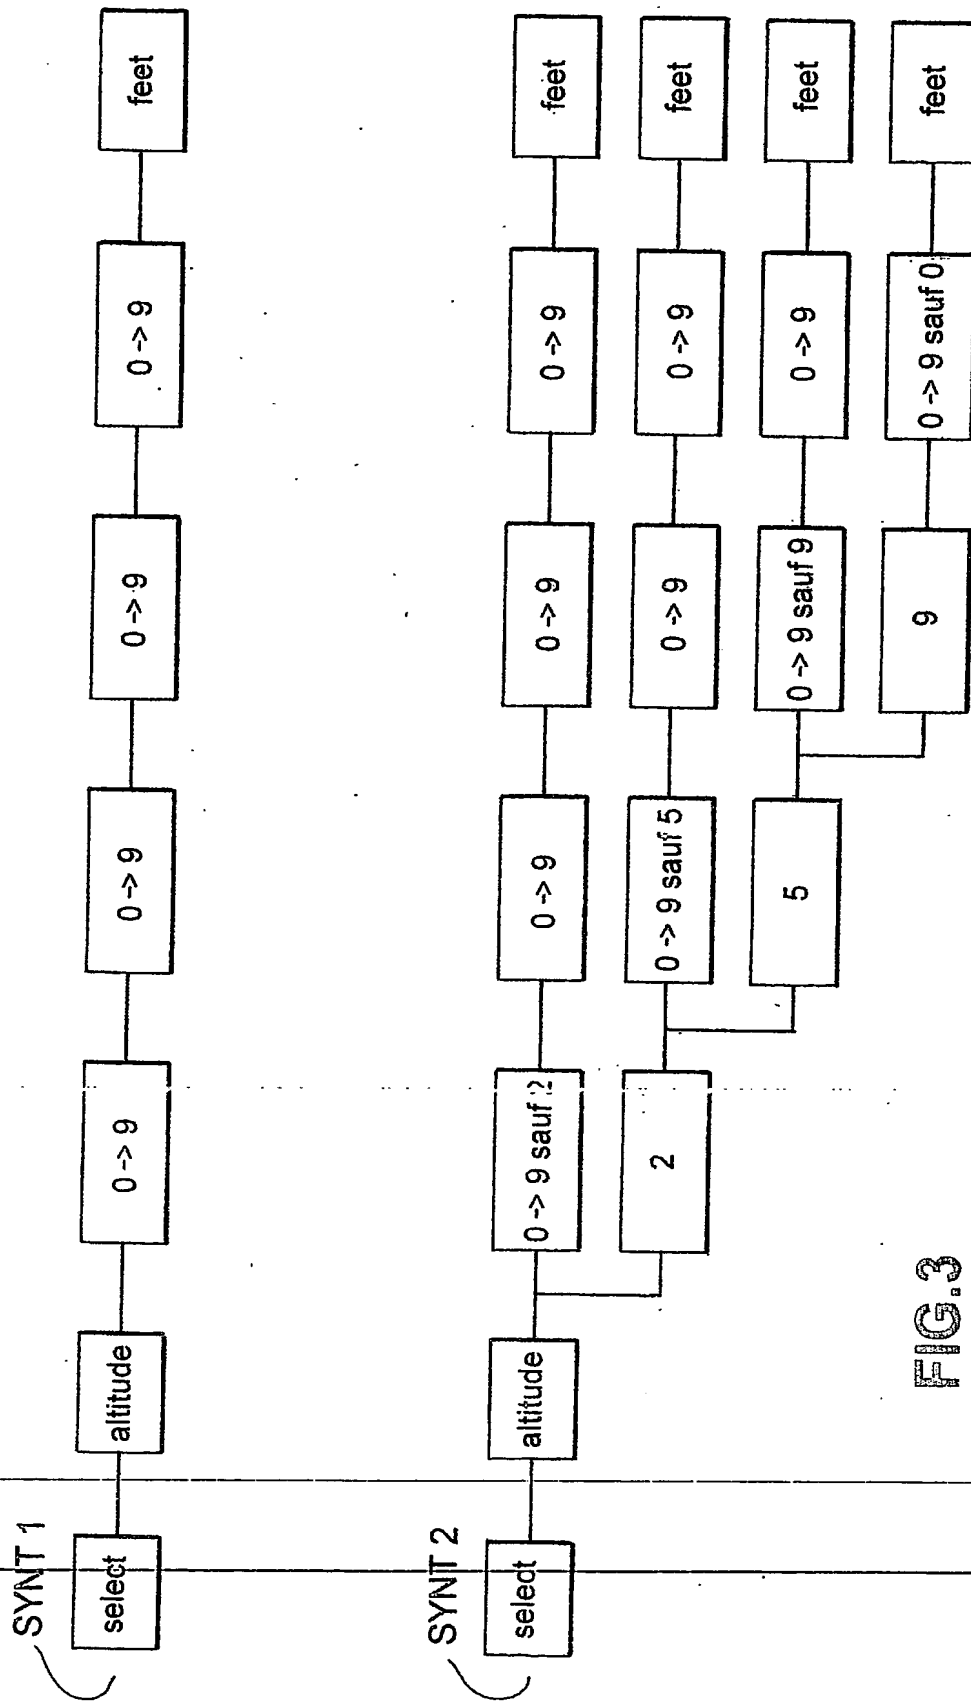 SYNT 1
select
altitude
0 -> 9
0 -> 9
0 -> 9
0 -> 9
feet
SYNT 2
select
altitude
0 -> 9 sauf 2
0 -> 9
0 -> 9
0 -> 9
feet
2
0 -> 9 sauf 5
0 -> 9
0 -> 9
feet
5
0 -> 9 sauf 9
0 -> 9
feet
9
0 -> 9 sauf 0
feet
FIG.3